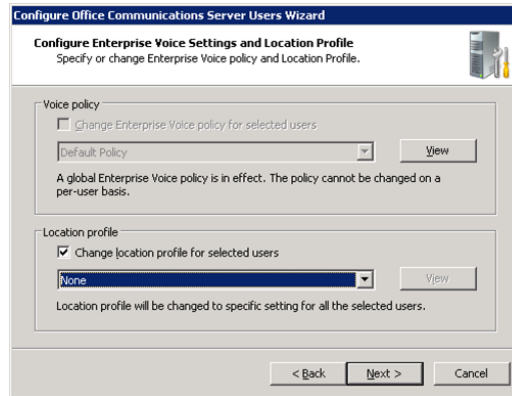 Configure Office Communications Server Users Wizard
Configure Enterprise Voice Settings and Location Profile
Specify or change Enterprise Voice policy and Location Profile.
Voice policy
Change Enterprise Voice policy for selected users
Default Policy
View
A global Enterprise Voice policy is in effect. The policy cannot be changed on a
per-user basis.
Location profile
Change location profile for selected users
None
View
Location profile will be changed to specific setting for all the selected users.
< Back
Next >
Cancel